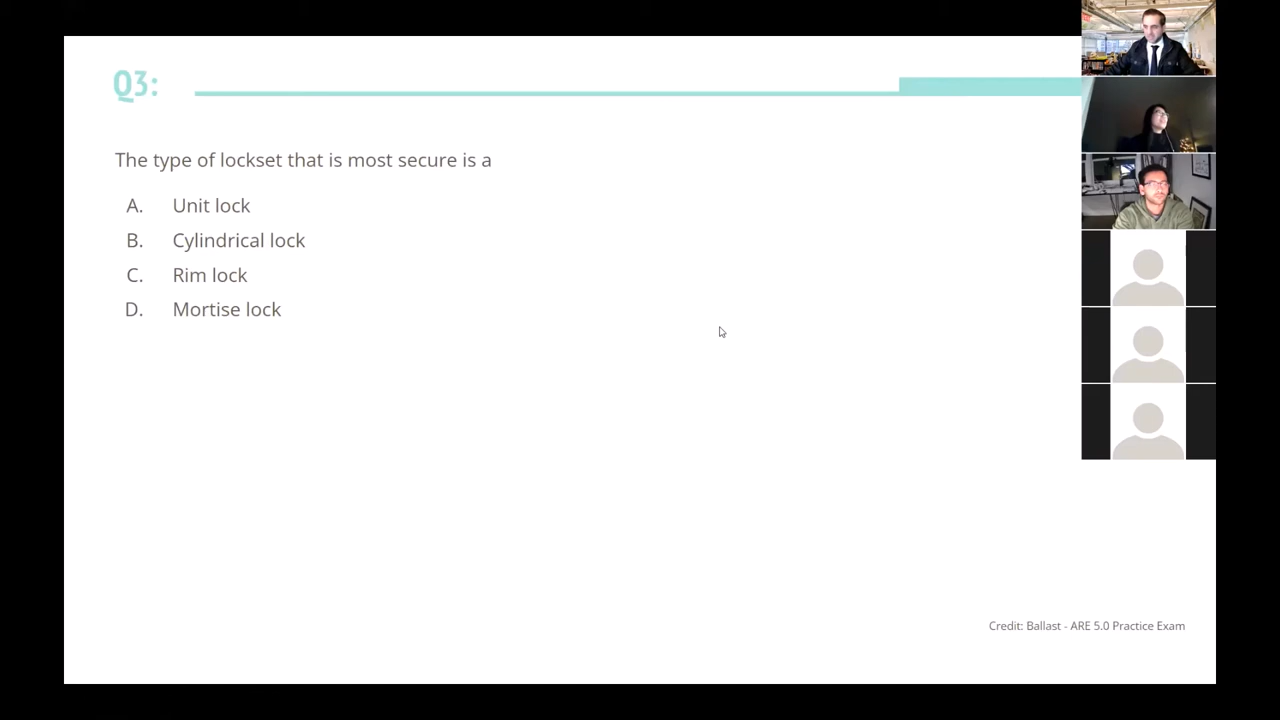 Q3:
The type of lockset that is most secure is a
A. Unit lock
B. Cylindrical lock
C. Rim lock
D. Mortise lock
Credit: Ballast - ARE 5.0 Practice Exam